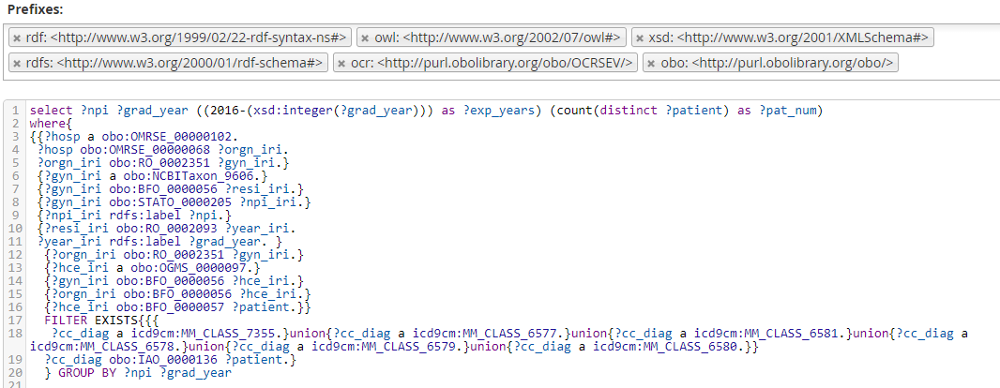 Prefixes:
× rdf: <http://www.w3.org/1999/02/22-rdf-syntax-ns#> × owl: <http://www.w3.org/2002/07/owl#> × xsd: <http://www.w3.org/2001/XMLSchema#>
× rdfs: <http://www.w3.org/2000/01/rdf-schema#> × ocr: <http://purl.obolibrary.org/obo/OCRSEV/> × obo: <http://purl.obolibrary.org/obo/>
1 select ?npi ?grad_year ((2016-(xsd:integer(?grad_year))) as ?exp_years) (count(distinct ?patient) as ?pat_num)
2 where{
3 {{?hosp a obo:OMRSE_00000102.
4 ?hosp obo:OMRSE_00000068 ?orgn_iri.
5 ?orgn_iri obo:RO_0002351 ?gyn_iri.}
6 {?gyn_iri a obo:NCBITaxon_9606.}
7 {?gyn_iri obo:BFO_0000056 ?resi_iri.}
8 {?gyn_iri obo:STATO_0000205 ?npi_iri.}
9 {?npi_iri rdfs:label ?npi.}
10 {?resi_iri obo:RO_0002093 ?year_iri.
11 ?year_iri rdfs:label ?grad_year. }
12 {?orgn_iri obo:RO_0002351 ?gyn_iri.}
13 {?hce_iri a obo:OGMS_0000097.}
14 {?gyn_iri obo:BFO_0000056 ?hce_iri.}
15 {?orgn_iri obo:BFO_0000056 ?hce_iri.}
16 {?hce_iri obo:BFO_0000057 ?patient.}}
17 FILTER EXISTS{{{
18 ?cc_diag a icd9cm:MM_CLASS_7355.}union{?cc_diag a icd9cm:MM_CLASS_6577.}union{?cc_diag a icd9cm:MM_CLASS_6581.}union{?cc_diag a
icd9cm:MM_CLASS_6578.}union{?cc_diag a icd9cm:MM_CLASS_6579.}union{?cc_diag a icd9cm:MM_CLASS_6580.}}
19 ?cc_diag obo:IAO_0000136 ?patient.}
20 } GROUP BY ?npi ?grad_year
21